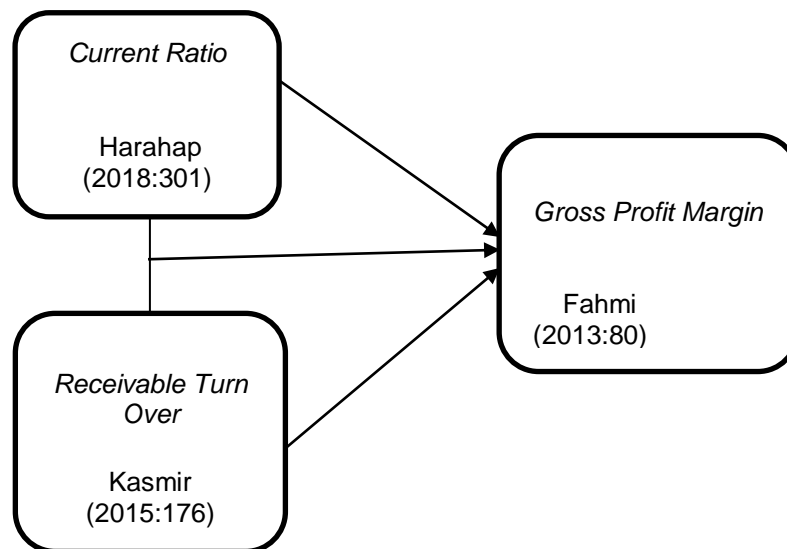 Current Ratio
Harahap
(2018:301)
Gross Profit Margin
Fahmi
(2013:80)
Receivable Turn
Over
Kasmir
(2015:176)